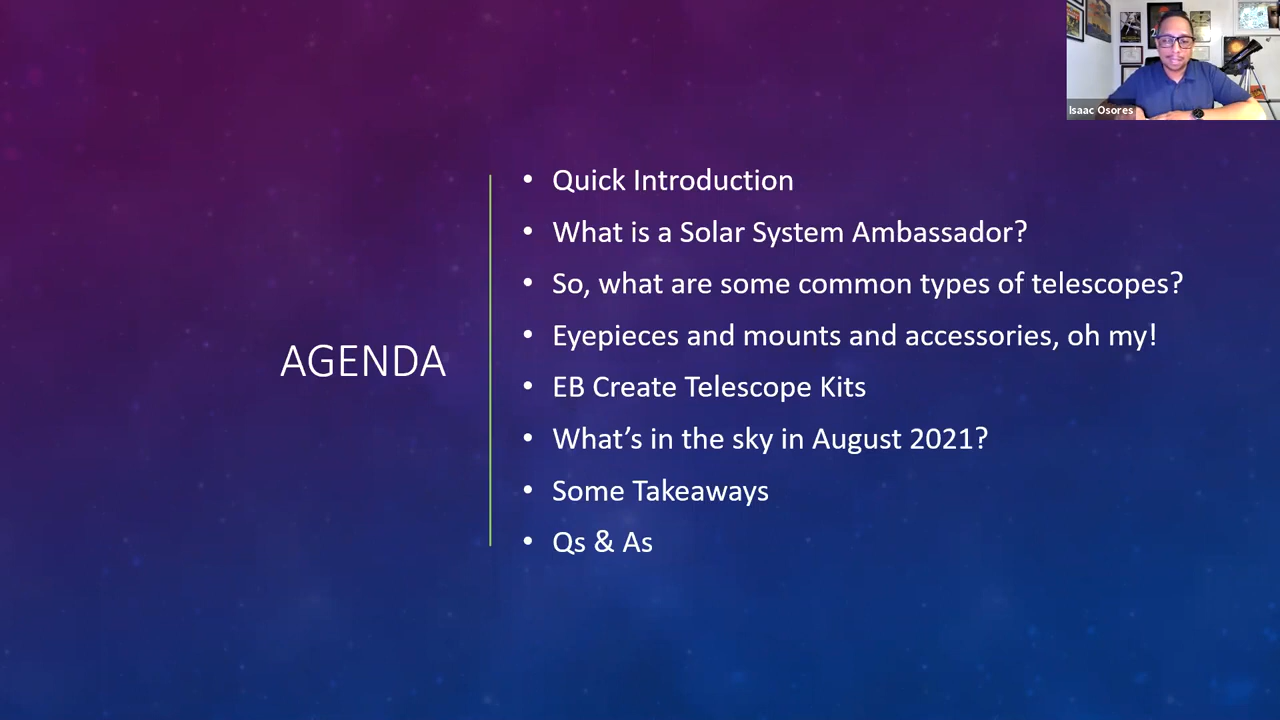 Isaac Osores
AGENDA
• Quick Introduction
• What is a Solar System Ambassador?
• So, what are some common types of telescopes?
• Eyepieces and mounts and accessories, oh my!
• EB Create Telescope Kits
• What’s in the sky in August 2021?
• Some Takeaways
• Qs & As